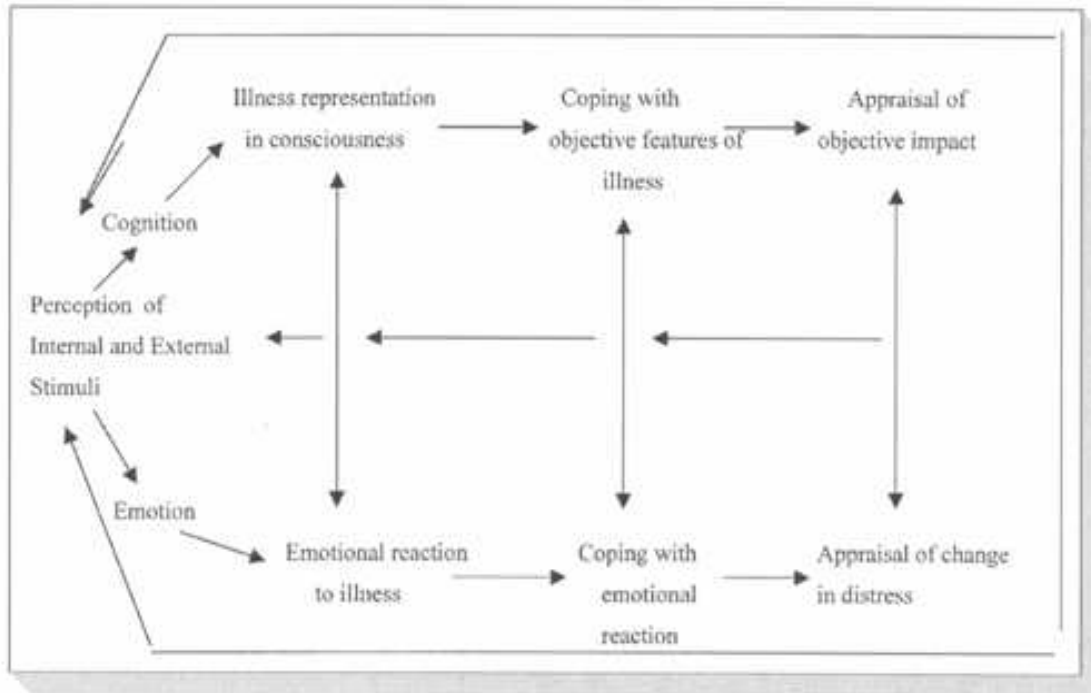 Illness representation
in consciousness
Coping with
objective features of
illness
Appraisal of
objective impact
Cognition
Perception of
Internal and External
Stimuli
Emotion
Emotional reaction
to illness
Coping with
emotional
reaction
Appraisal of change
in distress